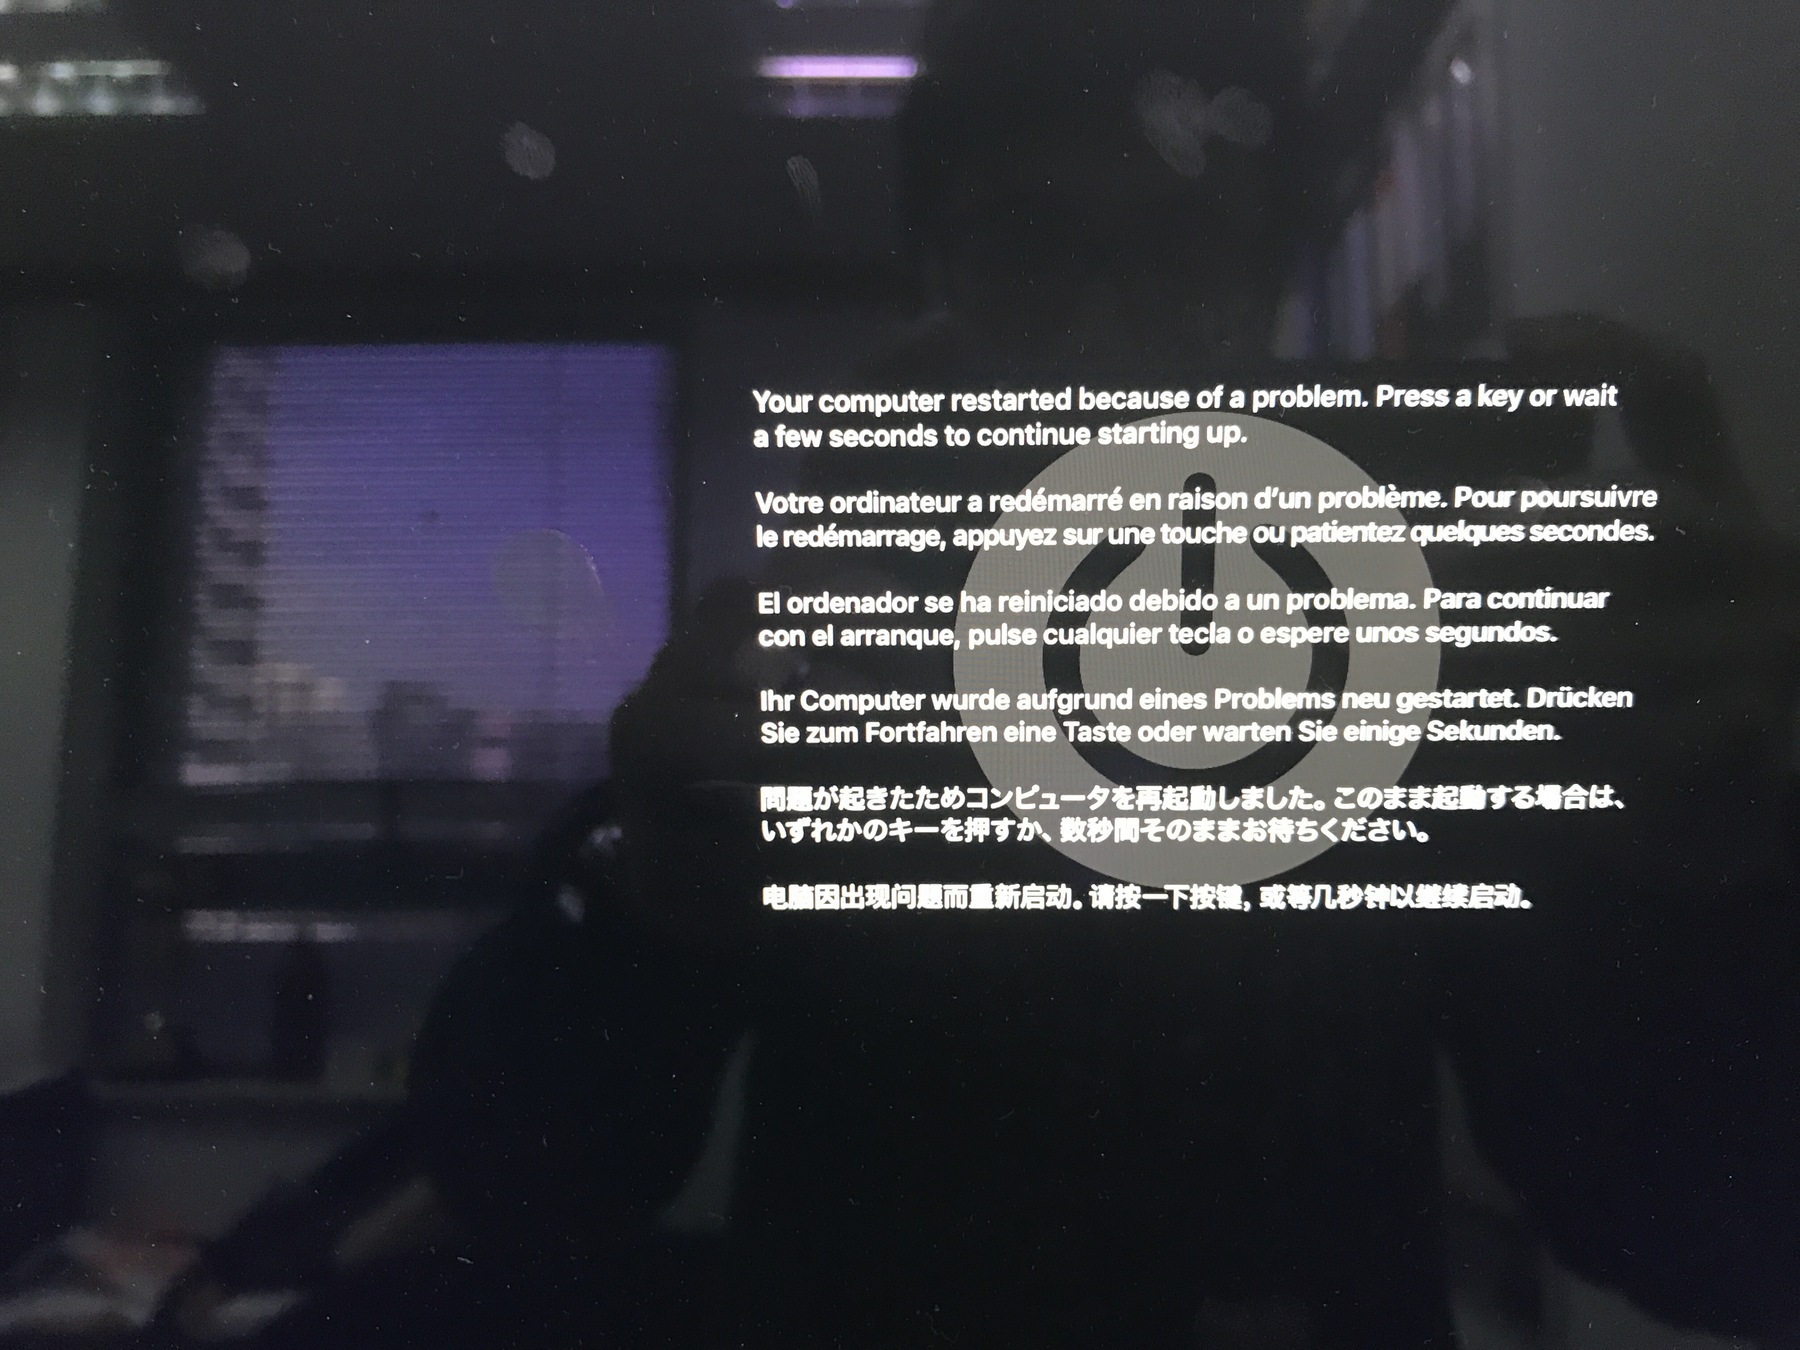 Your computer restarted because of a problem. Press a key or wait
a few seconds to continue starting up.
Votre ordinateur a redémarré en raison d’un problème. Pour poursuivre
le redémarrage, appuyez sur une touche ou patientez quelques secondes.
El ordenador se ha reiniciado debido a un problema. Para continuar
con el arranque, pulse cualquier tecla o espere unos segundos.
Ihr Computer wurde aufgrund eines Problems neu gestartet. Drücken
Sie zum Fortfahren eine Taste oder warten Sie einige Sekunden.
問題が起きたためコンピュータを再起動しました。このまま起動する場合は、
いずれかのキーを押すか、数秒間そのままお待ちください。
电脑因出现问题而重新启动。请按一下按键，或等几秒钟以继续启动。